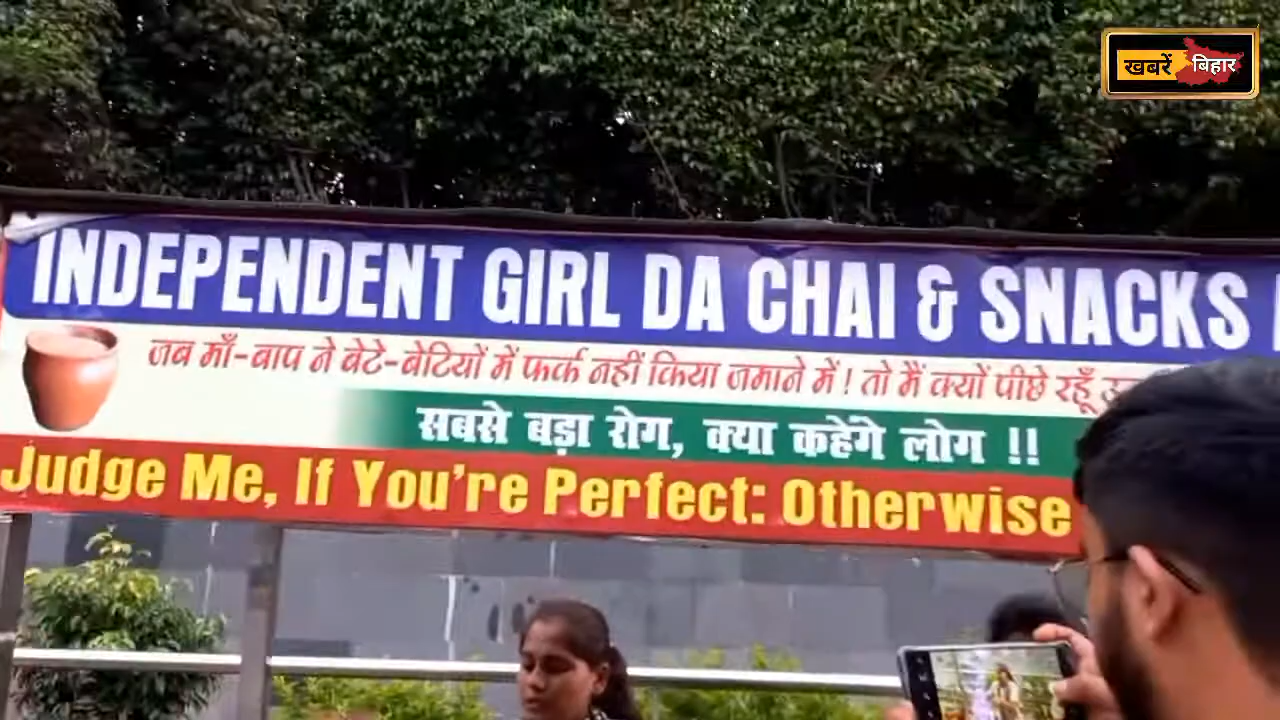 खबरें बिहार
INDEPENDENT GIRL DA CHAI & SNACKS
जब माँ-बाप ने बेटे-बेटियों में फर्क नहीं किया जमाने में! तो मैं क्यों पीछे रहूँ
सबसे बड़ा रोग, क्या कहेंगे लोग !!
Judge Me, If You're Perfect: Otherwise